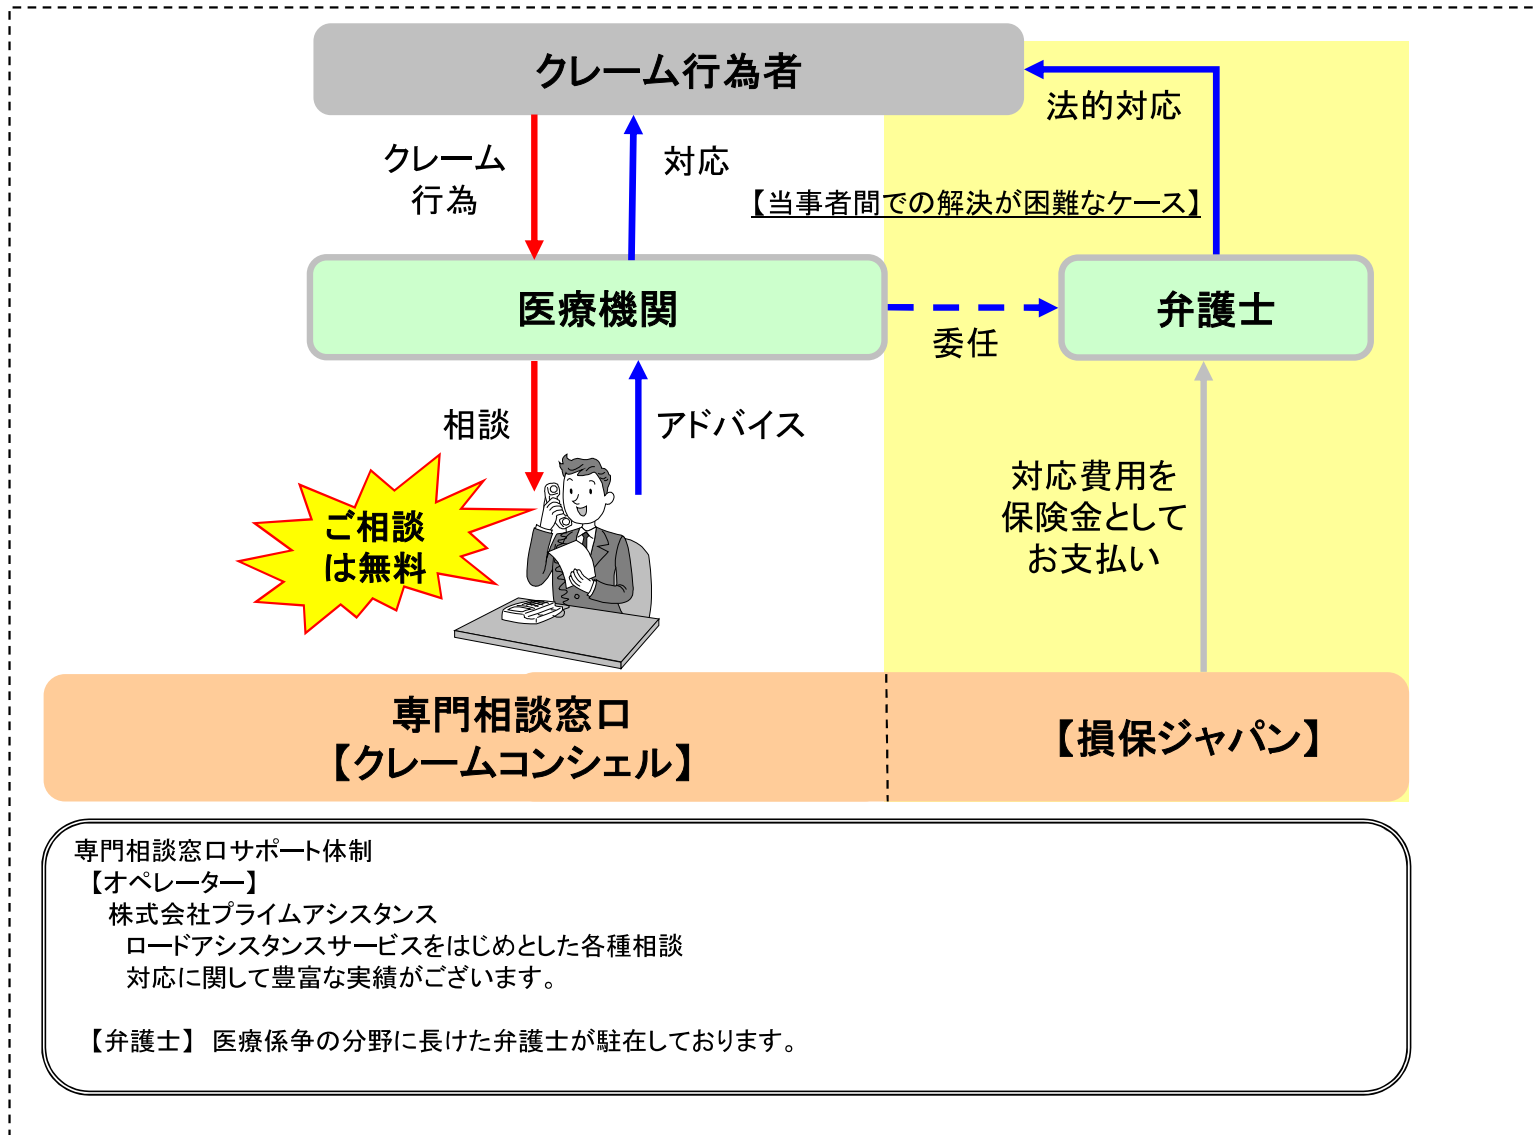 クレーム行為者
法的対応
クレーム
行為
対応
【当事者間での解決が困難なケース】
医療機関
弁護士
委任
相談
アドバイス
ご相談
は無料
対応費用を
保険金として
お支払い
専門相談窓口
【クレームコンシェル】
【損保ジャパン】
専門相談窓口サポート体制
【オペレーター】
株式会社プライムアシスタンス
ロードアシスタンスサービスをはじめとした各種相談
対応に関して豊富な実績がございます。
【弁護士】 医療係争の分野に長けた弁護士が駐在しております。